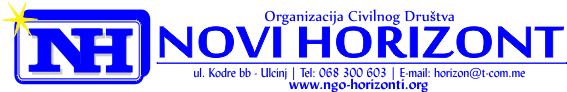 Organizacija Civilnog Društva
NH NOVI HORIZONT
ul. Kodre bb - Ulcinj | Tel: 068 300 603 | E-mail: horizon@t-com.me
www.ngo-horizonti.org